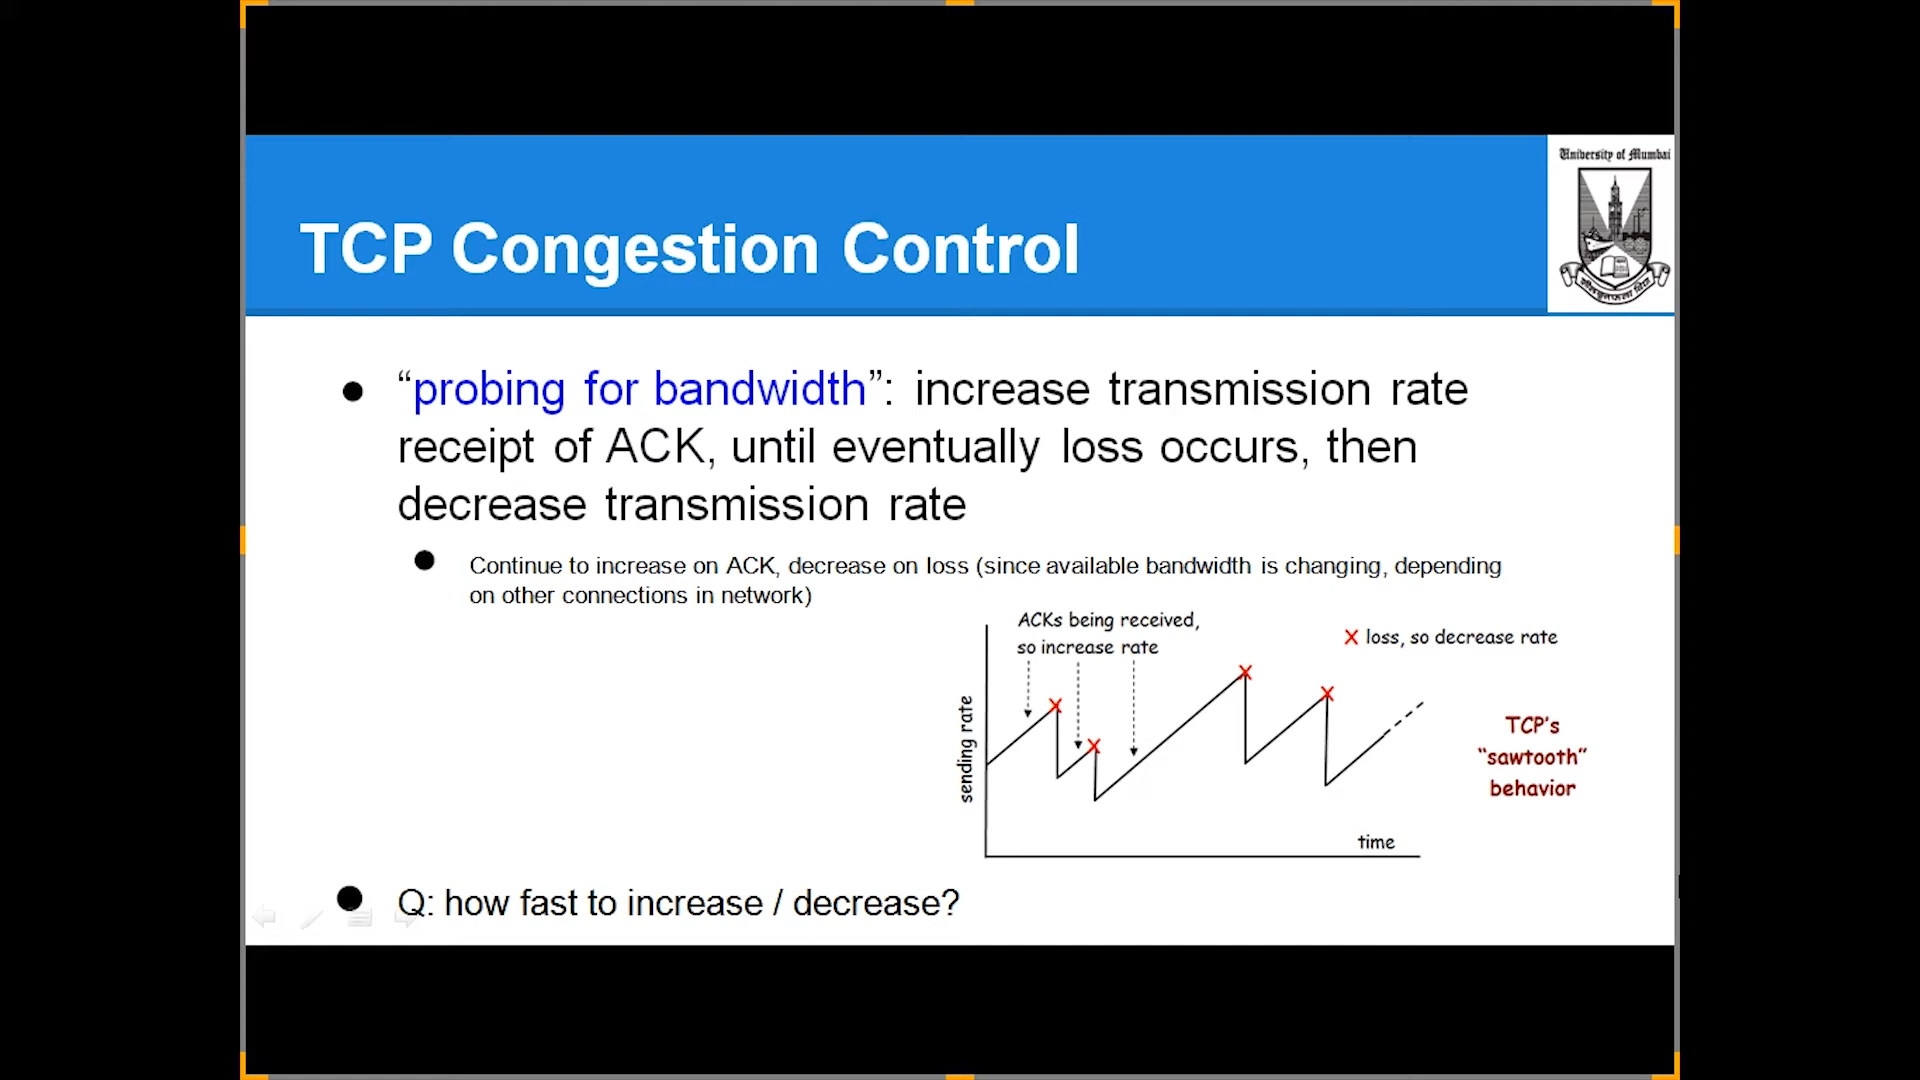 University of Mumbai
TCP Congestion Control
“probing for bandwidth”: increase transmission rate
receipt of ACK, until eventually loss occurs, then
decrease transmission rate
Continue to increase on ACK, decrease on loss (since available bandwidth is changing, depending
on other connections in network)
ACKs being received,
so increase rate
X loss, so decrease rate
sending rate
TCP's
“sawtooth”
behavior
time
Q: how fast to increase / decrease?